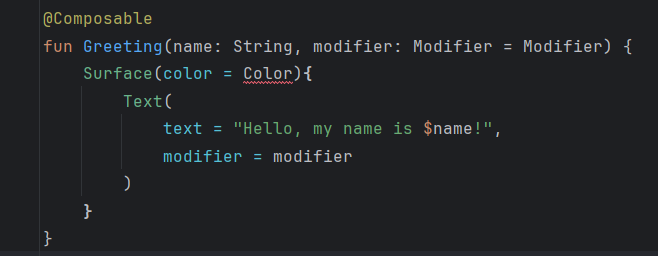 @Composable
fun Greeting(name: String, modifier: Modifier = Modifier) {
    Surface(color = Color){
        Text(
            text = "Hello, my name is $name!",
            modifier = modifier
        )
    }
}